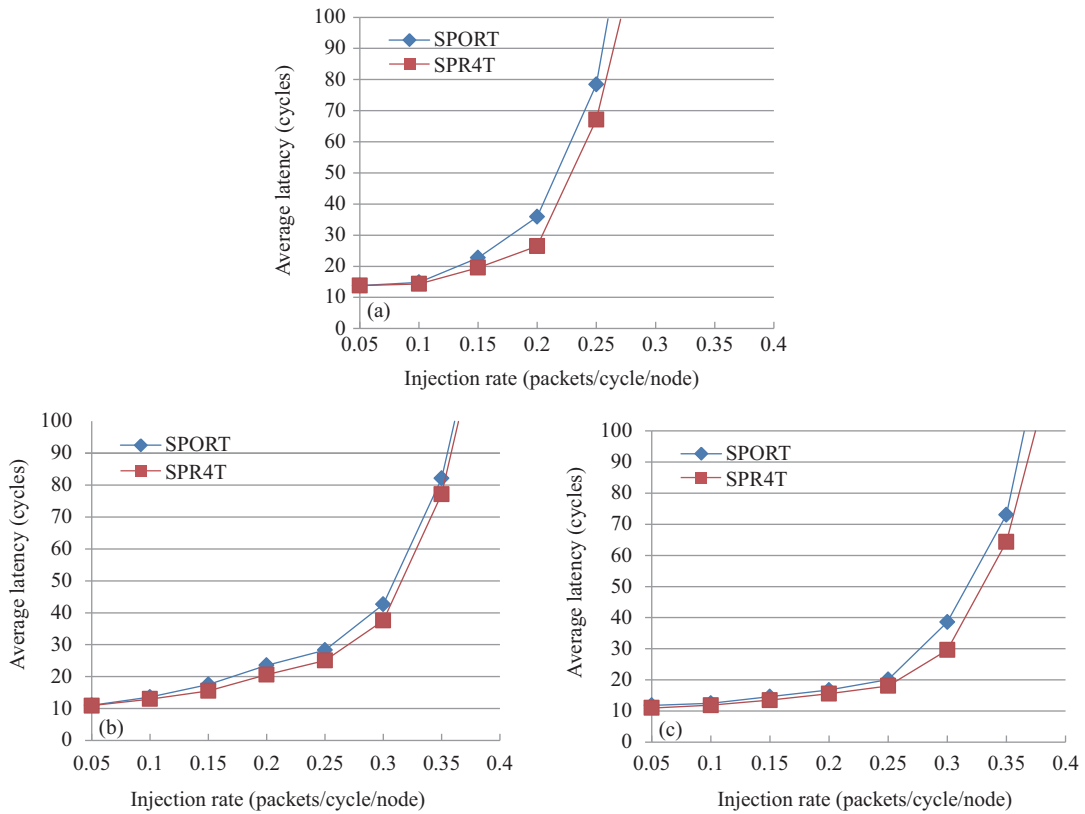 100
90
80
70
60
50
40
30
20
10
0
Average latency (cycles)
SPORT
SPR4T
(a)
0.05 0.1 0.15 0.2 0.25 0.3 0.35 0.4
Injection rate (packets/cycle/node)
100
90
80
70
60
50
40
30
20
10
0
Average latency (cycles)
SPORT
SPR4T
(b)
0.05 0.1 0.15 0.2 0.25 0.3 0.35 0.4
Injection rate (packets/cycle/node)
100
90
80
70
60
50
40
30
20
10
0
Average latency (cycles)
SPORT
SPR4T
(c)
0.05 0.1 0.15 0.2 0.25 0.3 0.35 0.4
Injection rate (packets/cycle/node)